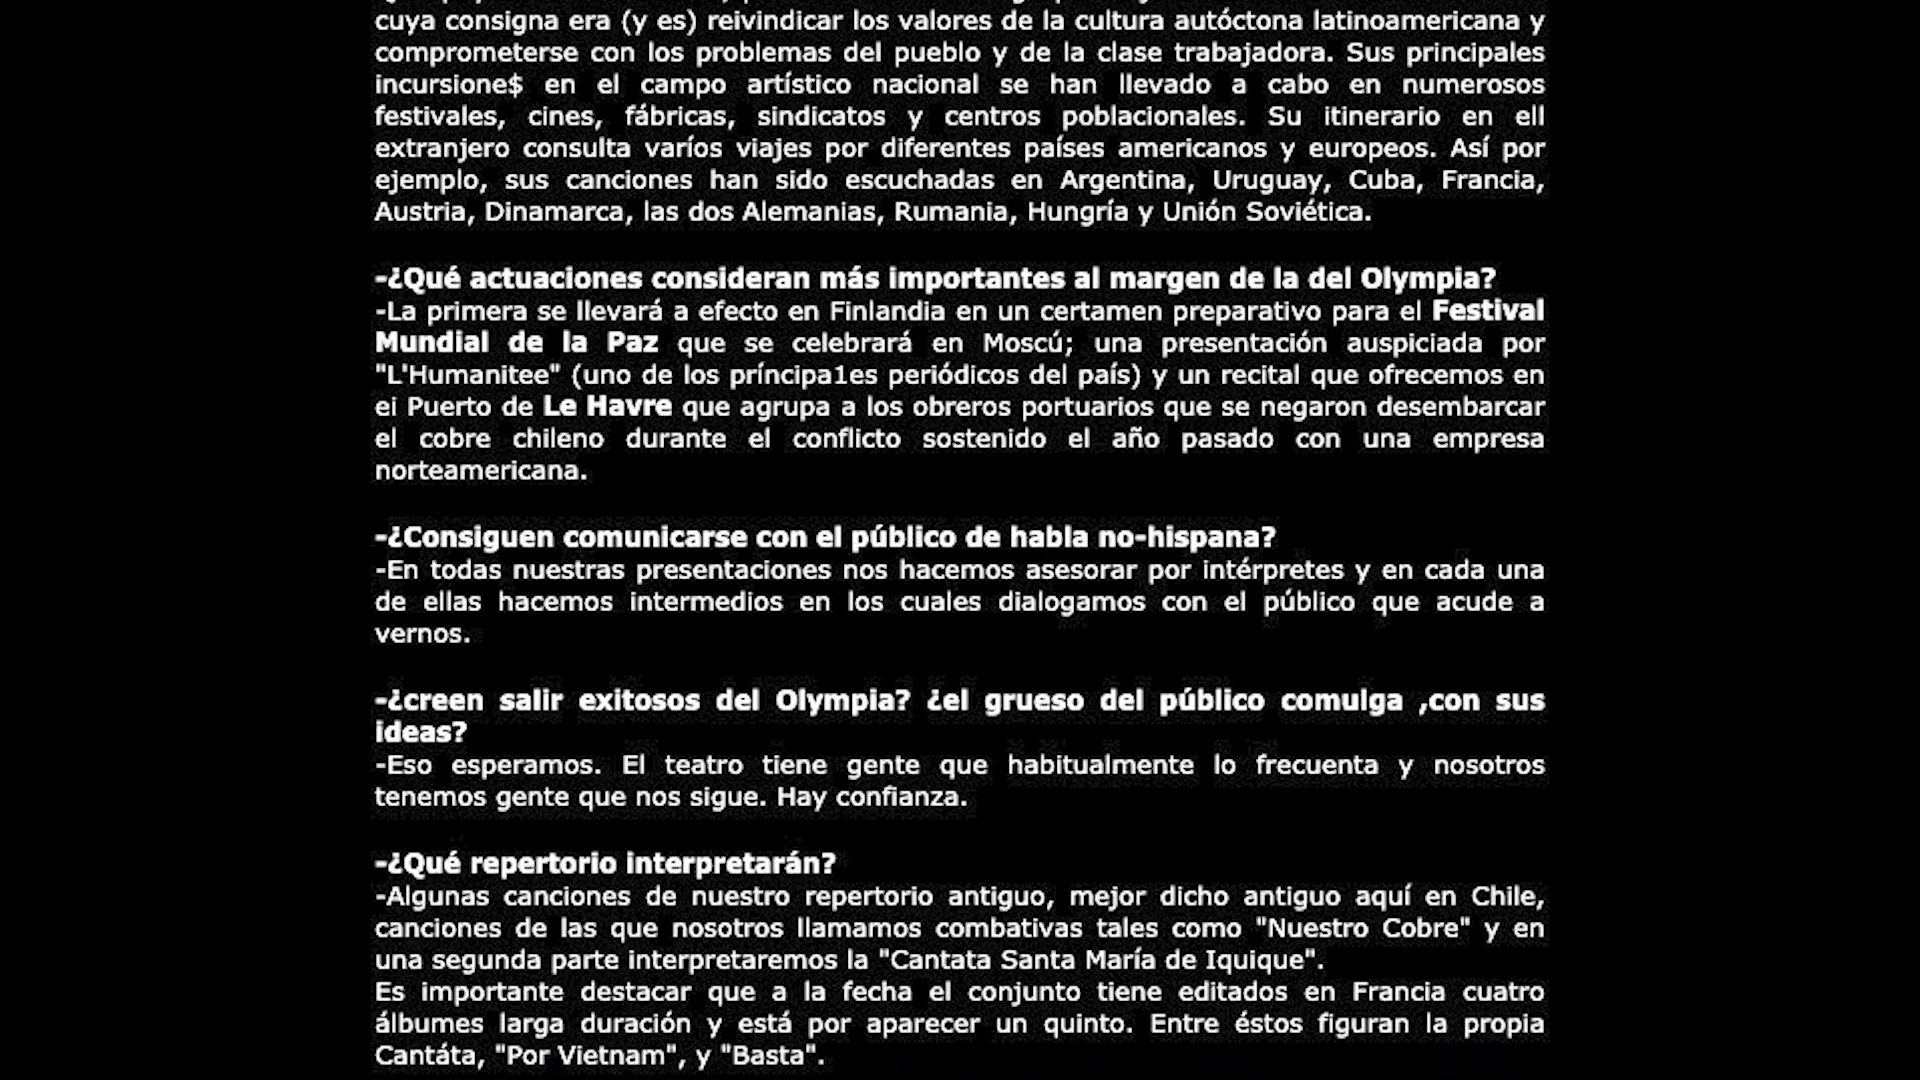 cuya consigna era (y es) reivindicar los valores de la cultura autóctona latinoamericana y
comprometerse con los problemas del pueblo y de la clase trabajadora. Sus principales
incursione$ en el campo artístico nacional se han llevado a cabo en numerosos
festivales, cines, fábricas, sindicatos y centros poblacionales. Su itinerario en ell
extranjero consulta varíos viajes por diferentes países americanos y europeos. Así por
ejemplo, sus canciones han sido escuchadas en Argentina, Uruguay, Cuba, Francia,
Austria, Dinamarca, las dos Alemanias, Rumania, Hungría y Unión Soviética.
-¿Qué actuaciones consideran más importantes al margen de la del Olympia?
-La primera se llevará a efecto en Finlandia en un certamen preparativo para el Festival
Mundial de la Paz que se celebrará en Moscú; una presentación auspiciada por
"L'Humanitee" (uno de los príncipa1es periódicos del país) y un recital que ofrecemos en
ei Puerto de Le Havre que agrupa a los obreros portuarios que se negaron desembarcar
el cobre chileno durante el conflicto sostenido el año pasado con una empresa
norteamericana.
-¿Consiguen comunicarse con el público de habla no-hispana?
-En todas nuestras presentaciones nos hacemos asesorar por intérpretes y en cada una
de ellas hacemos intermedios en los cuales dialogamos con el público que acude a
vernos.
-¿creen salir exitosos del Olympia? ¿el grueso del público comulga ,con sus
ideas?
-Eso esperamos. El teatro tiene gente que habitualmente lo frecuenta y nosotros
tenemos gente que nos sigue. Hay confianza.
-¿Qué repertorio interpretarán?
-Algunas canciones de nuestro repertorio antiguo, mejor dicho antiguo aquí en Chile,
canciones de las que nosotros llamamos combativas tales como "Nuestro Cobre" y en
una segunda parte interpretaremos la "Cantata Santa María de Iquique".
Es importante destacar que a la fecha el conjunto tiene editados en Francia cuatro
álbumes larga duración y está por aparecer un quinto. Entre éstos figuran la propia
Cantáta, "Por Vietnam", y "Basta".